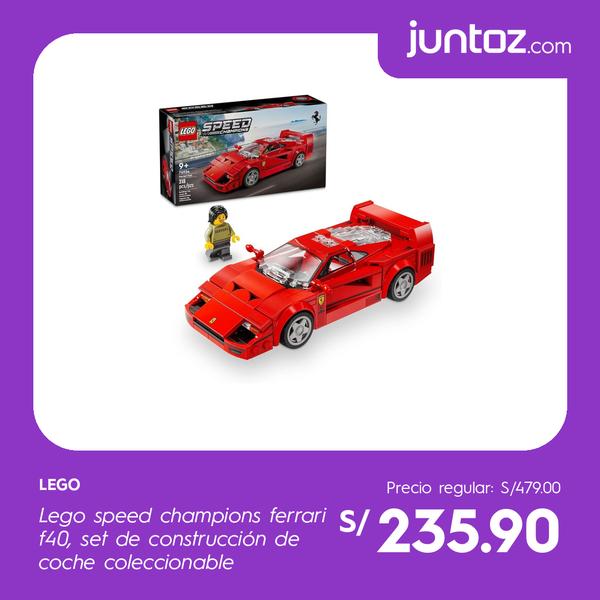 juntoz.com
LEGO
SPEED
CHAMPIONS
9+
LEGO
Precio regular: S/479.00
Lego speed champions ferrari
f40, set de construcción de
coche coleccionable
S/ 235.90